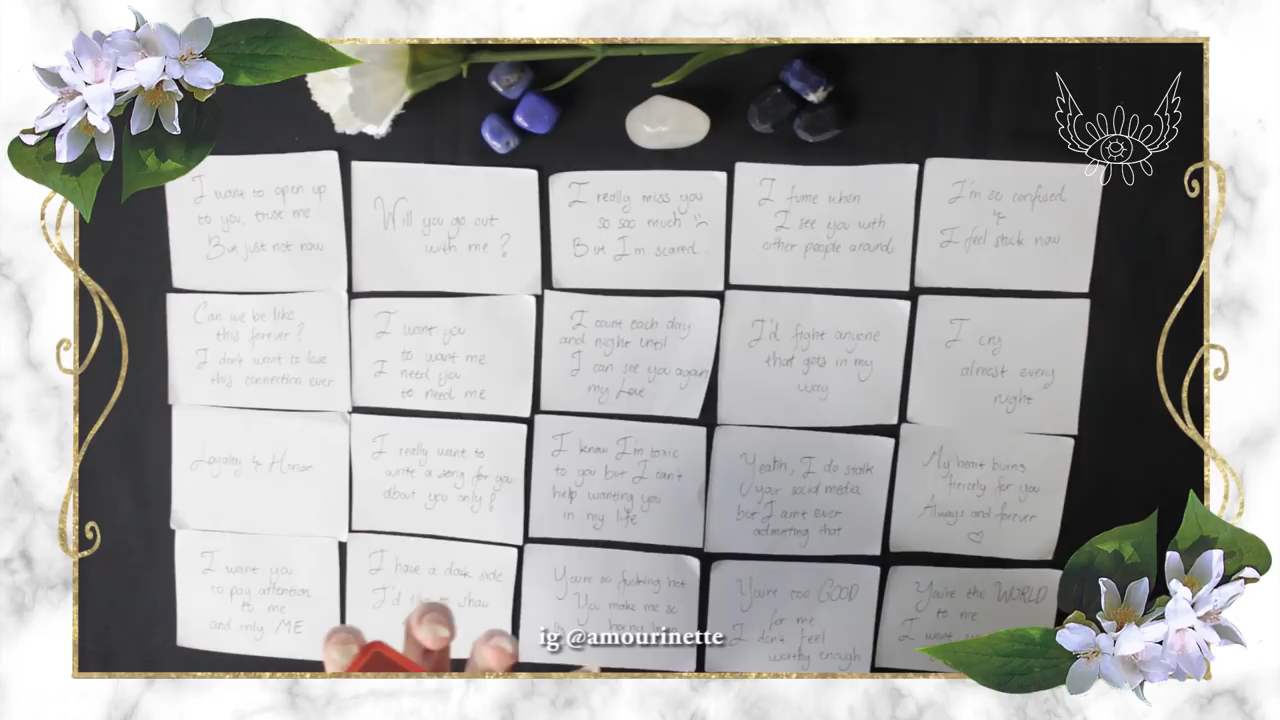 I want to open up
to you, trust me
But just not now
Will you go out
with me?
I really miss you
so soo much :(
But Im scared...
I fume when
I see you with
other people around
I'm so confused
&
I feel stuck now
Can we be like
this forever?
I don't want to lose
this connection ever
I want you
to want me
I need you
to need me
I count each day
and night until
I can see you again
my Love...
I'd fight anyone
that gets in my
way
I cry
almost every
night
Loyalty & Honor
I really want to
write a song for you
about you only!
I know I'm toxic
to you but I can't
help wanting you
in my life
Yeahh, I do stalk
your social media
but I aint ever
admitting that
My heart burns
fiercely for you
Always and forever
I want you
to pay attention
to me
and only ME
I have a dark side
I'd show
You're so fucking hot
You make me so
horny
You're too GOOD
for me
I don't feel
worthy enough
You're the WORLD
to me
I want
ig @amourinette